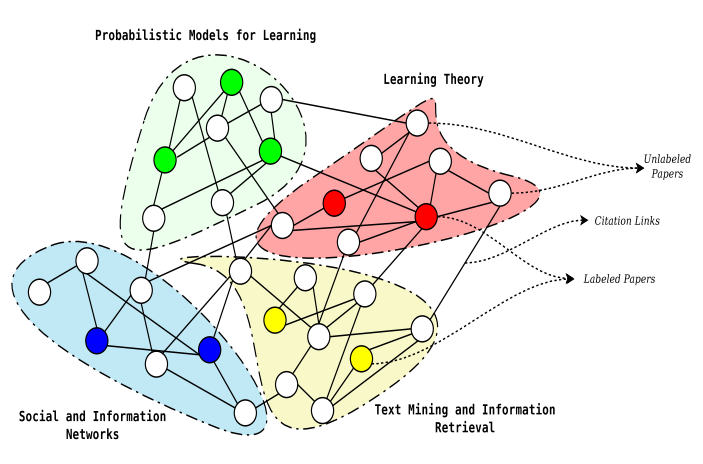 Probabilistic Models for Learning
Learning Theory
Unlabeled
Papers
Citation Links
Labeled Papers
Social and Information
Networks
Text Mining and Information
Retrieval